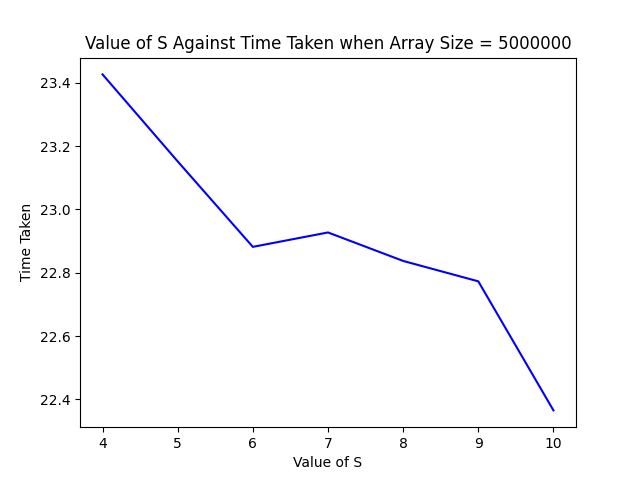 Value of S Against Time Taken when Array Size = 5000000
23.4
23.2
23.0
22.8
22.6
22.4
Time Taken
4 5 6 7 8 9 10
Value of S